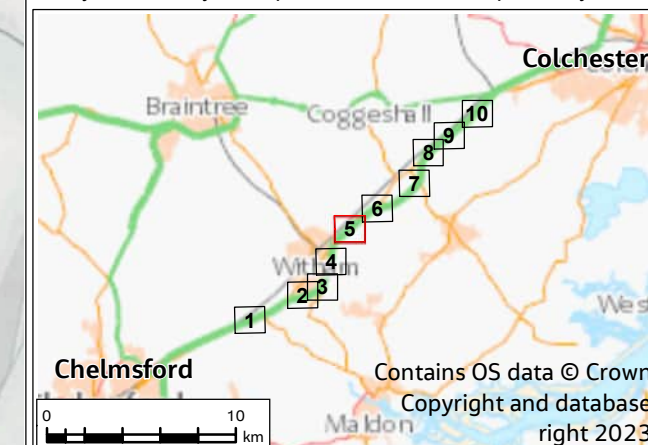 Colchester
Braintree
Coggeshall
10
9
8
7
6
5
4
Witham
3
2
1
Wes
Chelmsford
Contains OS data © Crown
Copyright and database
right 2023
0 10
km
Maldon